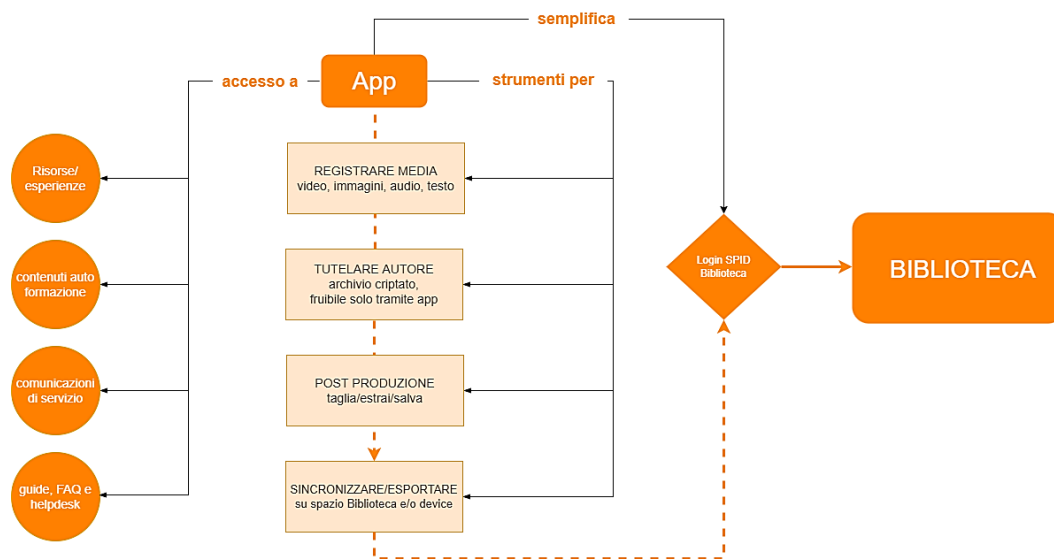 semplifica
accesso a
App
strumenti per
Risorse/
esperienze
REGISTRARE MEDIA
video, immagini, audio, testo
contenuti auto
formazione
TUTELARE AUTORE
archivio criptato,
fruibile solo tramite app
Login SPID
Biblioteca
BIBLIOTECA
comunicazioni
di servizio
POST PRODUZIONE
taglia/estrai/salva
guide, FAQ e
helpdesk
SINCRONIZZARE/ESPORTARE
su spazio Biblioteca e/o device